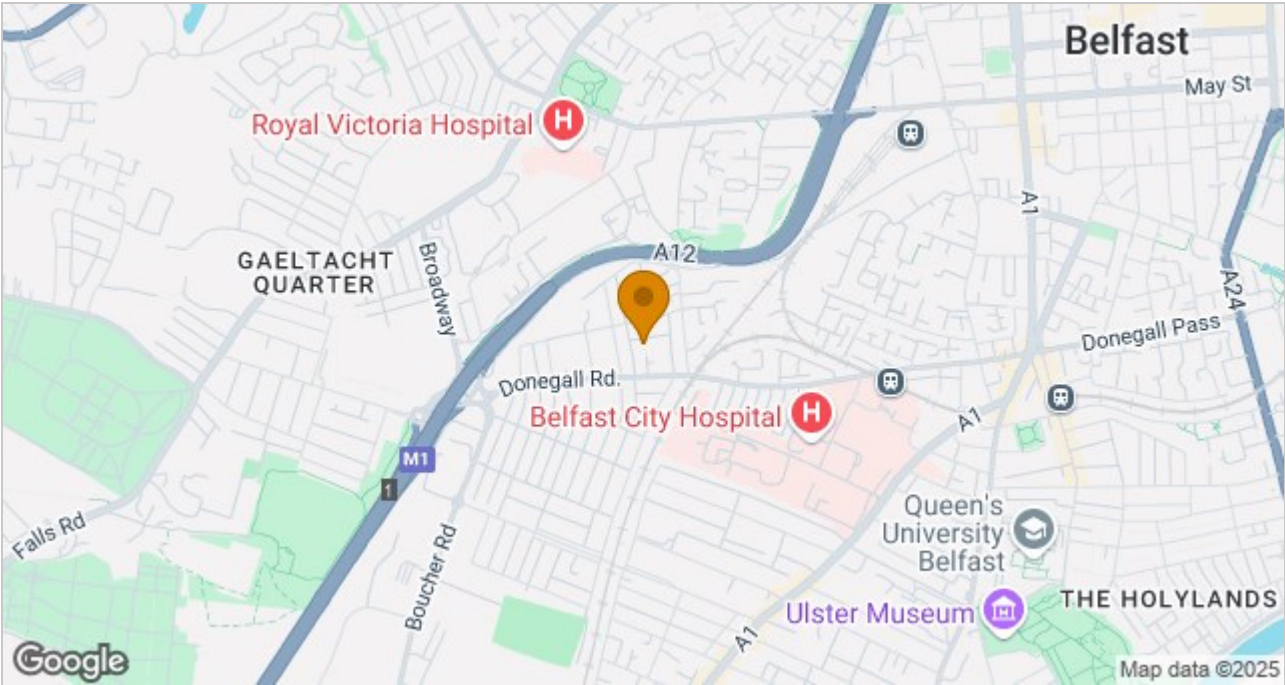 Belfast
May St
Royal Victoria Hospital
H
A1
A12
GAELTACHT
QUARTER
Broadway
A24
Donegall Pass
Donegall Rd.
Belfast City Hospital
H
A1
M1
1
Falls Rd
Boucher Rd
Queen's
University
Belfast
THE HOLYLANDS
Ulster Museum
A1
Google
Map data ©2025